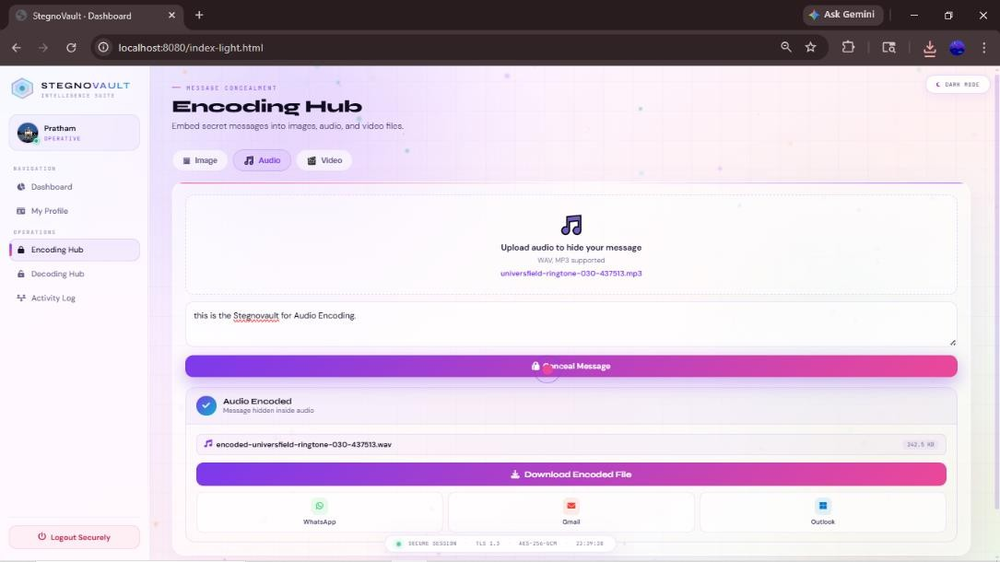 StegnoVault - Dashboard
Ask Gemini
localhost:8080/index-light.html
STEGNOVAULT
INTELLIGENCE SUITE
Pratham
OPERATIVE
NAVIGATION
Dashboard
My Profile
OPERATIONS
Encoding Hub
Decoding Hub
Activity Log
Logout Securely
MESSAGE CONCEALMENT
DARK MODE
Encoding Hub
Embed secret messages into images, audio, and video files.
Image
Audio
Video
Upload audio to hide your message
WAV, MP3 supported
universfield-ringtone-030-437513.mp3
this is the Stegnovault for Audio Encoding.
Conceal Message
Audio Encoded
Message hidden inside audio
encoded-universfield-ringtone-030-437513.wav
242.5 KB
Download Encoded File
WhatsApp
Gmail
Outlook
SECURE SESSION · TLS 1.3 · AES-256-GCM · 23:39:38